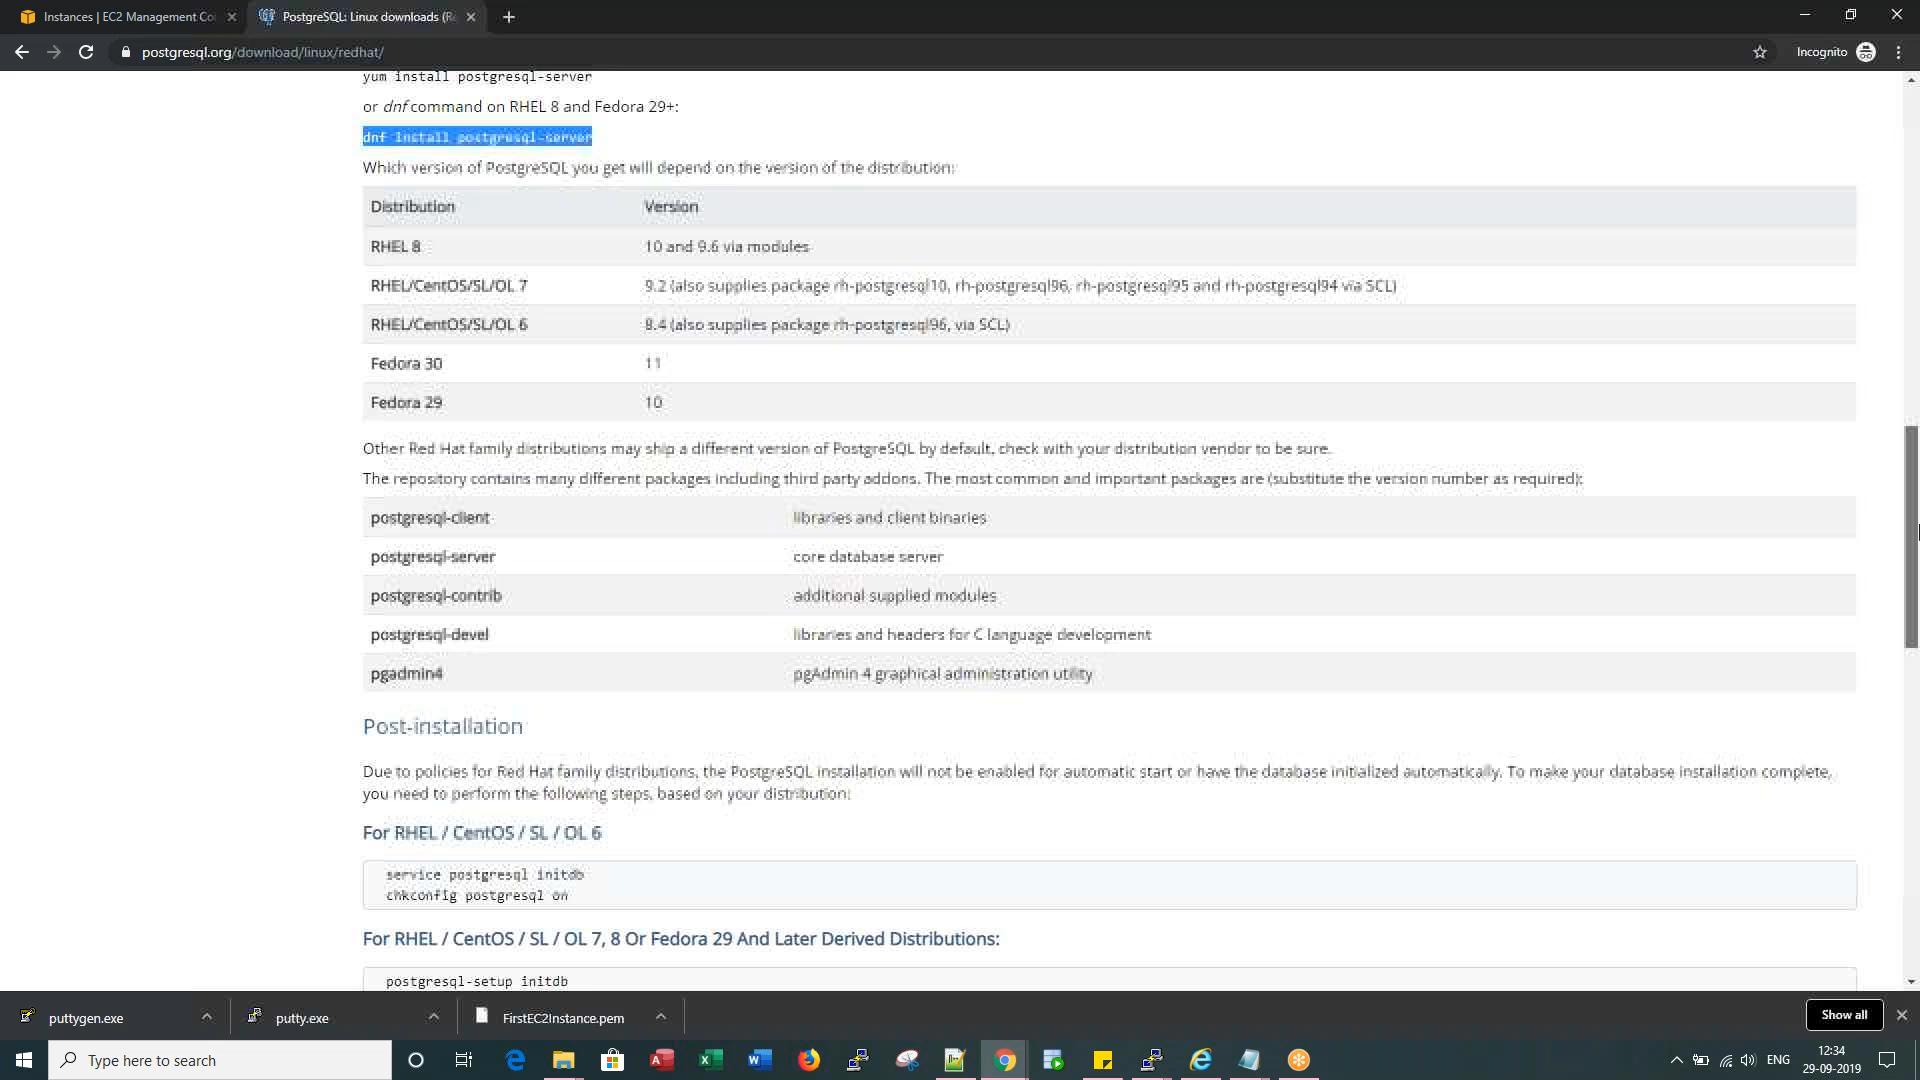 Instances | EC2 Management Co
PostgreSQL: Linux downloads (Re
postgresql.org/download/linux/redhat/
Incognito
yum install postgresql-server
or dnf command on RHEL 8 and Fedora 29+:
dnf install postgresql-server
Which version of PostgreSQL you get will depend on the version of the distribution:
Distribution Version
RHEL 8 10 and 9.6 via modules
RHEL/CentOS/SL/OL 7 9.2 (also supplies package rh-postgresql10, rh-postgresql96, rh-postgresql95 and rh-postgresql94 via SCL)
RHEL/CentOS/SL/OL 6 8.4 (also supplies package rh-postgresql96, via SCL)
Fedora 30 11
Fedora 29 10
Other Red Hat family distributions may ship a different version of PostgreSQL by default, check with your distribution vendor to be sure.
The repository contains many different packages including third party addons. The most common and important packages are (substitute the version number as required):
postgresql-client libraries and client binaries
postgresql-server core database server
postgresql-contrib additional supplied modules
postgresql-devel libraries and headers for C language development
pgadmin4 pgAdmin 4 graphical administration utility
Post-installation
Due to policies for Red Hat family distributions, the PostgreSQL installation will not be enabled for automatic start or have the database initialized automatically. To make your database installation complete,
you need to perform the following steps, based on your distribution:
For RHEL / CentOS / SL / OL 6
service postgresql initdb
chkconfig postgresql on
For RHEL / CentOS / SL / OL 7, 8 Or Fedora 29 And Later Derived Distributions:
postgresql-setup initdb
puttygen.exe
putty.exe
FirstEC2Instance.pem
Show all
Type here to search
ENG
12:34
29-09-2019